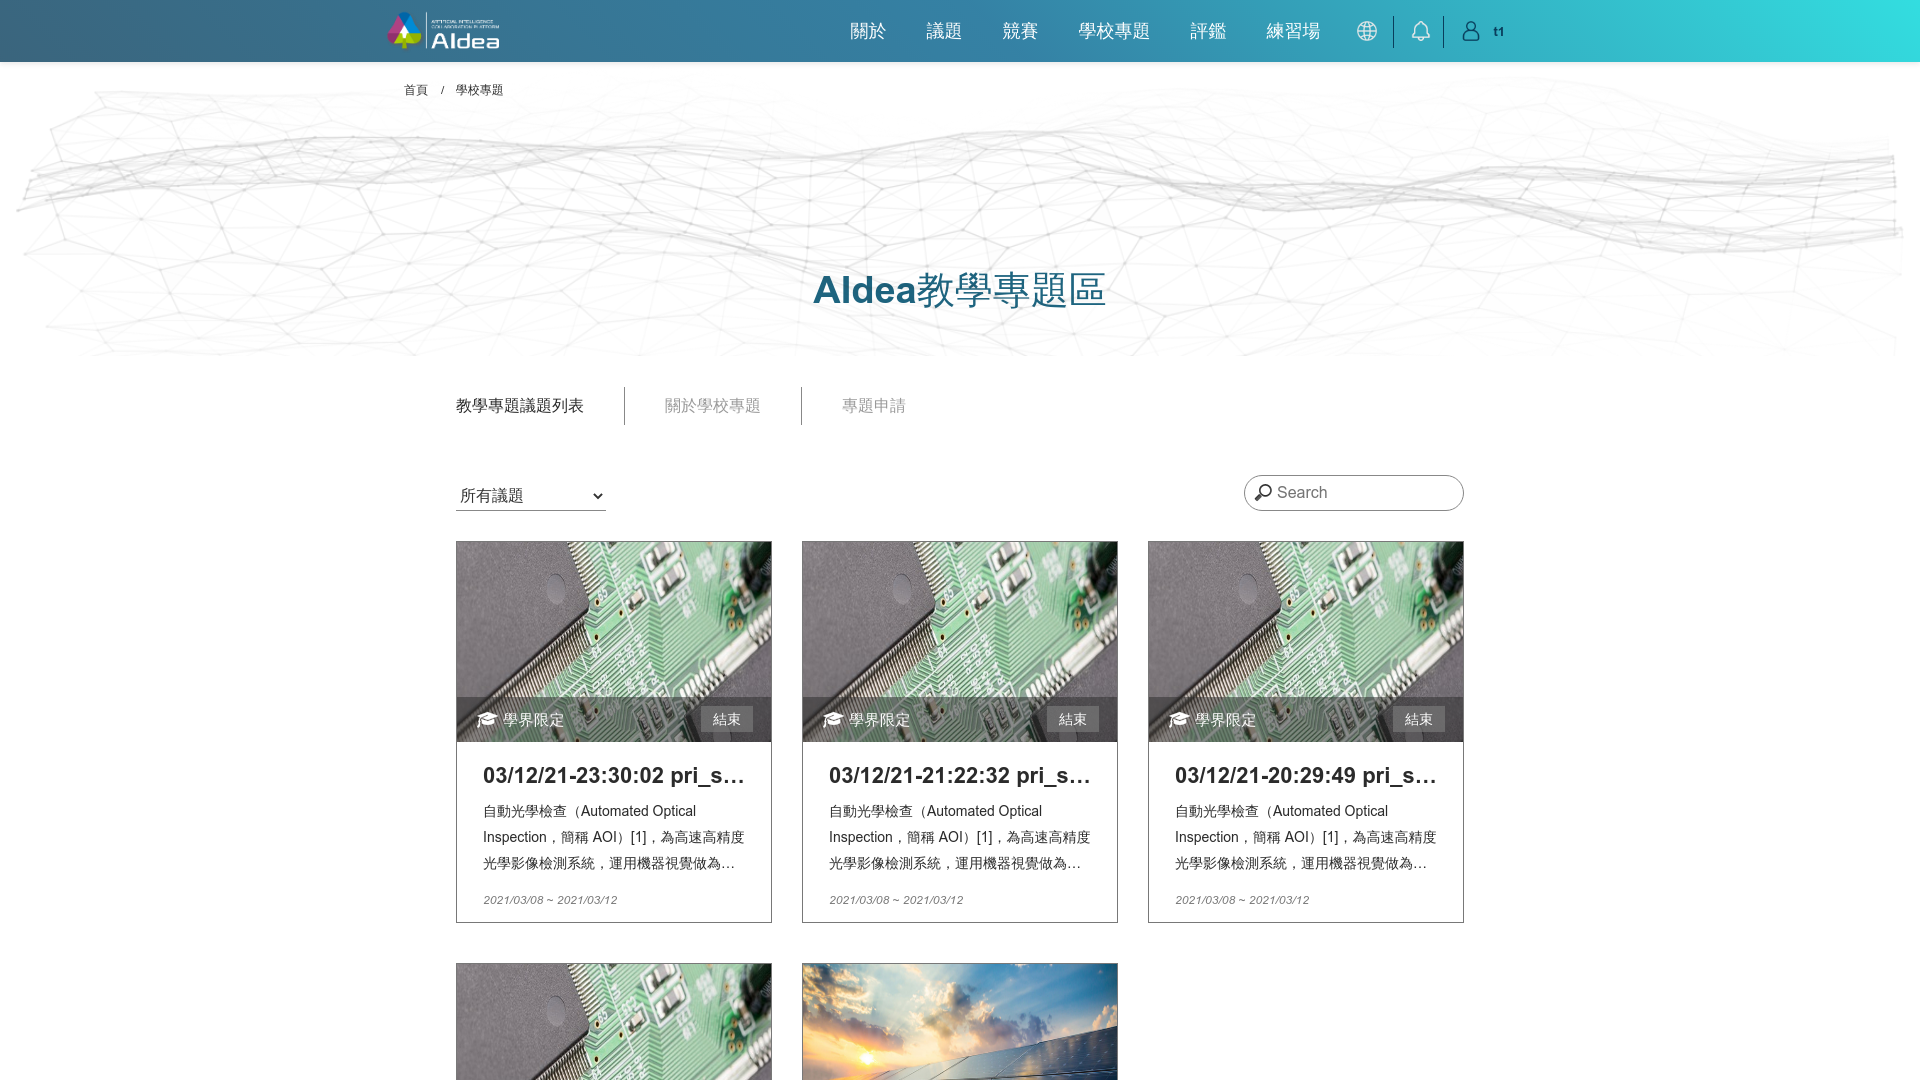 ARTIFICIAL INTELLIGENCE
COLLABORATION PLATFORM
AIdea
關於
議題
競賽
學校專題
評鑑
練習場
t1
首頁 / 學校專題
AIdea教學專題區
教學專題議題列表
關於學校專題
專題申請
所有議題
Search
學界限定
結束
03/12/21-23:30:02 pri_s…
自動光學檢查（Automated Optical
Inspection，簡稱 AOI）[1]，為高速高精度
光學影像檢測系統，運用機器視覺做為…
2021/03/08 ~ 2021/03/12
學界限定
結束
03/12/21-21:22:32 pri_s…
自動光學檢查（Automated Optical
Inspection，簡稱 AOI）[1]，為高速高精度
光學影像檢測系統，運用機器視覺做為…
2021/03/08 ~ 2021/03/12
學界限定
結束
03/12/21-20:29:49 pri_s…
自動光學檢查（Automated Optical
Inspection，簡稱 AOI）[1]，為高速高精度
光學影像檢測系統，運用機器視覺做為…
2021/03/08 ~ 2021/03/12